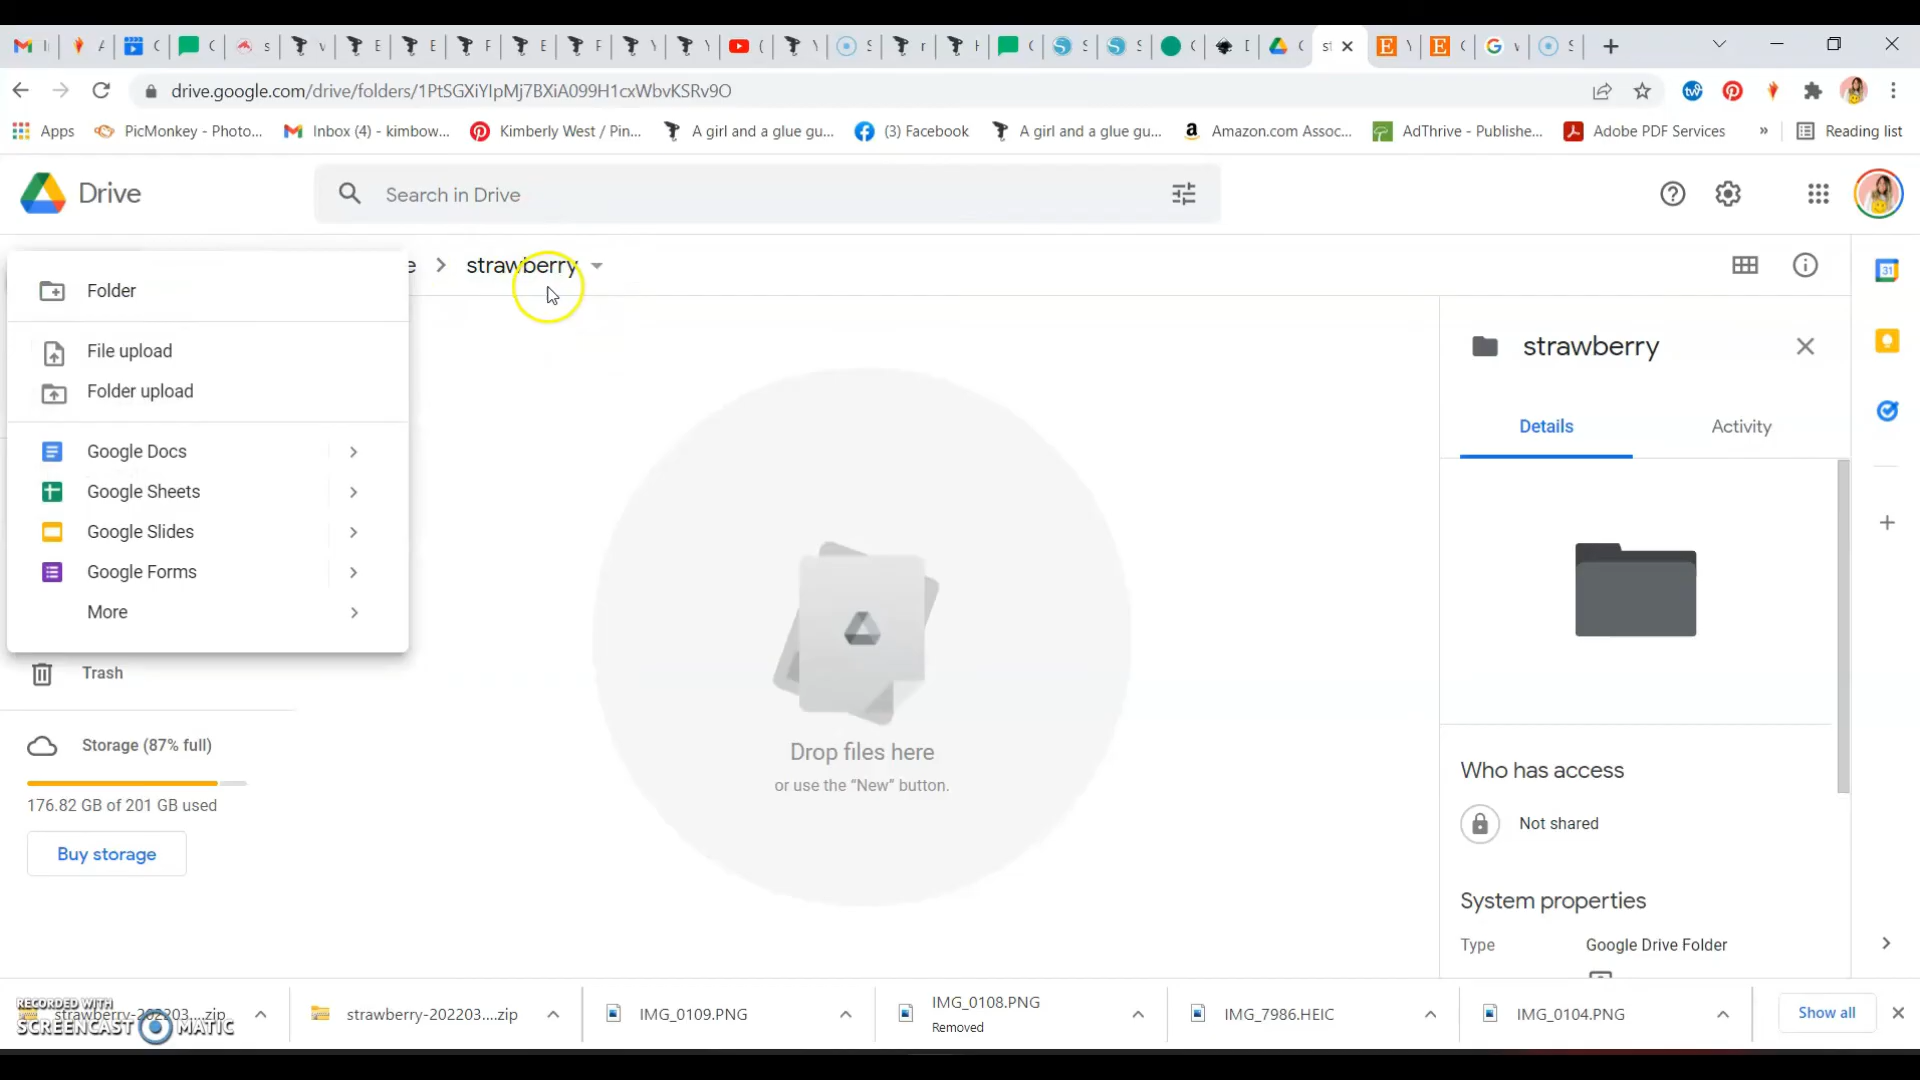 drive.google.com/drive/folders/1PtSGXiYIpMj7BXiA099H1cxWbvKSRv9O
Apps
PicMonkey - Photo...
Inbox (4) - kimbow...
Kimberly West / Pin...
A girl and a glue gu...
(3) Facebook
A girl and a glue gu...
Amazon.com Assoc...
AdThrive - Publishe...
Adobe PDF Services
»
Reading list
Drive
Search in Drive
e > strawberry
Folder
File upload
Folder upload
Google Docs
Google Sheets
Google Slides
Google Forms
More
Trash
Storage (87% full)
176.82 GB of 201 GB used
Buy storage
Drop files here
or use the “New” button.
strawberry
Details
Activity
Who has access
Not shared
System properties
Type
Google Drive Folder
31
strawberry-202203....zip
strawberry-202203....zip
IMG_0109.PNG
IMG_0108.PNG
Removed
IMG_7986.HEIC
IMG_0104.PNG
Show all
RECORDED WITH
SCREENCAST MATIC